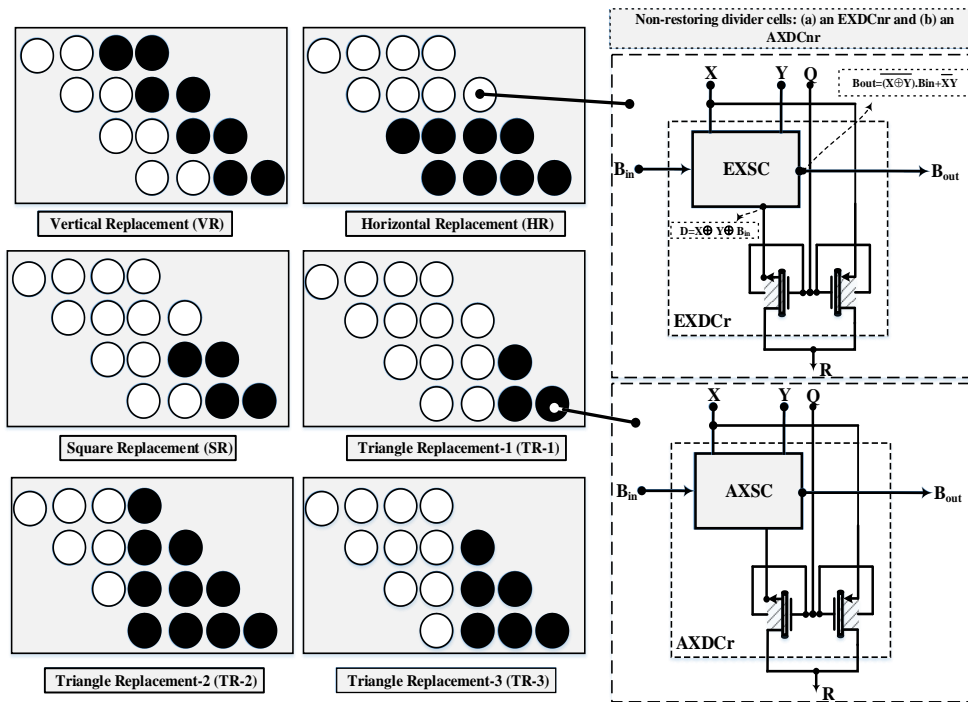 Vertical Replacement (VR)
Horizontal Replacement (HR)
Square Replacement (SR)
Triangle Replacement-1 (TR-1)
Triangle Replacement-2 (TR-2)
Triangle Replacement-3 (TR-3)
Non-restoring divider cells: (a) an EXDCnr and (b) an
AXDCnr
X Y Q
Bout=(X⊕Y).Bin+XY
Bin
EXSC
Bout
D=X⊕ Y⊕ Bin
EXDCr
R
X Y Q
Bin
AXSC
Bout
AXDCr
R